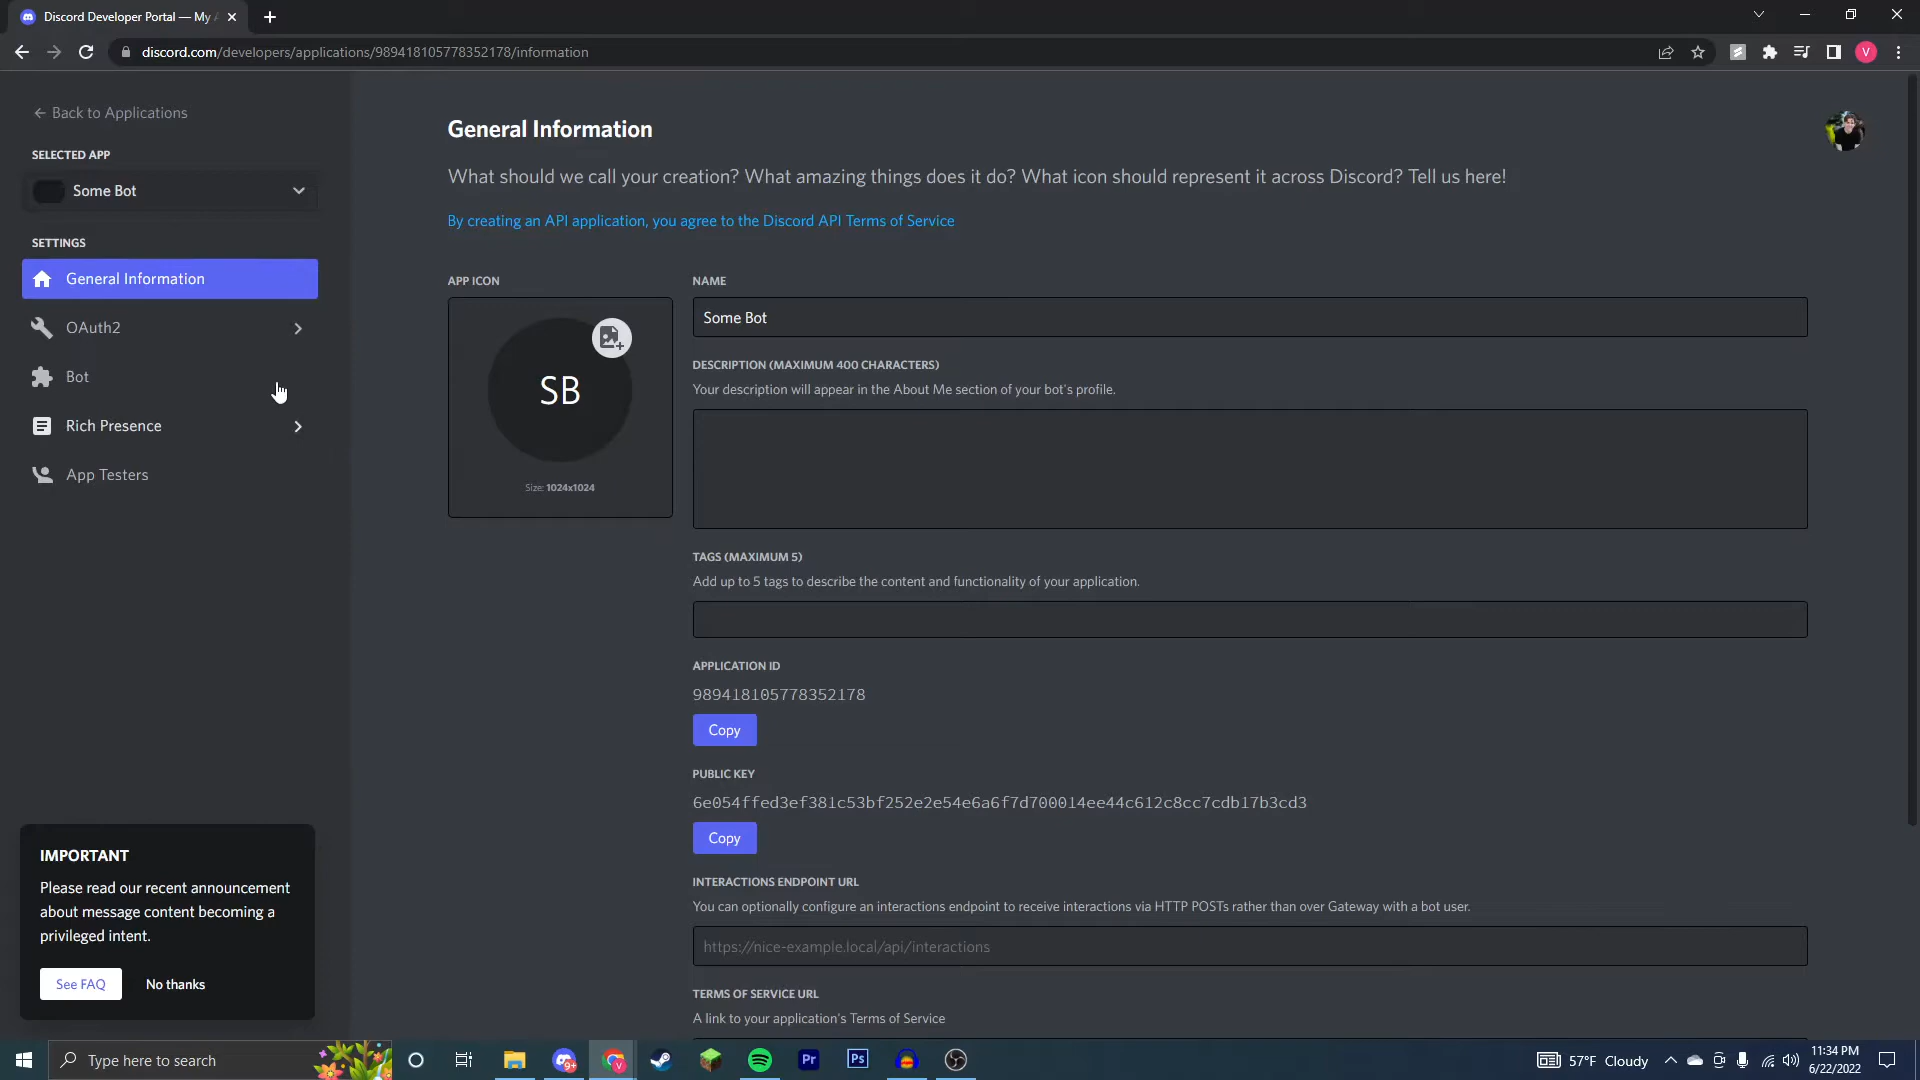 Discord Developer Portal — My A
discord.com/developers/applications/989418105778352178/information
V
Back to Applications
SELECTED APP
Some Bot
SETTINGS
General Information
OAuth2
Bot
Rich Presence
App Testers
IMPORTANT
Please read our recent announcement
about message content becoming a
privileged intent.
See FAQ
No thanks
General Information
What should we call your creation? What amazing things does it do? What icon should represent it across Discord? Tell us here!
By creating an API application, you agree to the Discord API Terms of Service
APP ICON
SB
Size: 1024x1024
NAME
Some Bot
DESCRIPTION (MAXIMUM 400 CHARACTERS)
Your description will appear in the About Me section of your bot's profile.
TAGS (MAXIMUM 5)
Add up to 5 tags to describe the content and functionality of your application.
APPLICATION ID
989418105778352178
Copy
PUBLIC KEY
6e054ffed3ef381c53bf252e2e54e6a6f7d700014ee44c612c8cc7cdb17b3cd3
Copy
INTERACTIONS ENDPOINT URL
You can optionally configure an interactions endpoint to receive interactions via HTTP POSTs rather than over Gateway with a bot user.
https://nice-example.local/api/interactions
TERMS OF SERVICE URL
A link to your application's Terms of Service
Type here to search
9+
V
Pr
Ps
57°F Cloudy
11:34 PM
6/22/2022